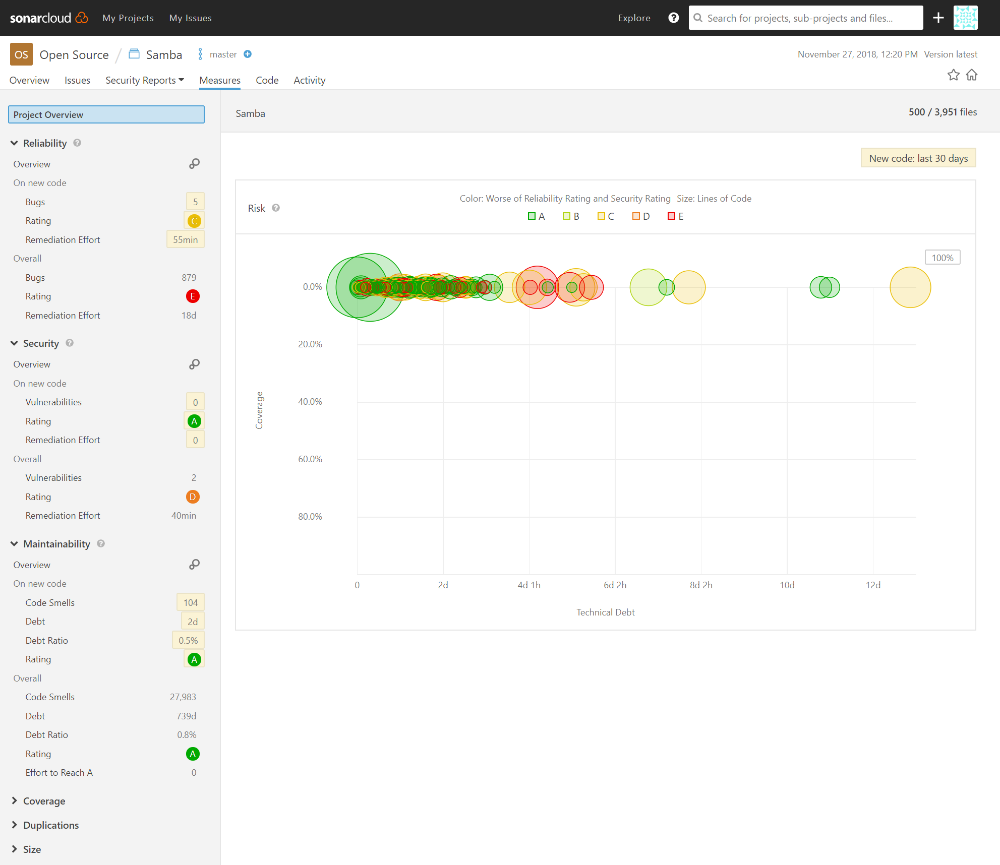 sonarcloud My Projects My Issues Explore ? Search for projects, sub-projects and files...
OS Open Source / Samba master November 27, 2018, 12:20 PM Version latest
Overview Issues Security Reports Measures Code Activity
Project Overview
Reliability ?
Overview
On new code
Bugs 5
Rating C
Remediation Effort 55min
Overall
Bugs 879
Rating E
Remediation Effort 18d
Security ?
Overview
On new code
Vulnerabilities 0
Rating A
Remediation Effort 0
Overall
Vulnerabilities 2
Rating D
Remediation Effort 40min
Maintainability ?
Overview
On new code
Code Smells 104
Debt 2d
Debt Ratio 0.5%
Rating A
Overall
Code Smells 27,983
Debt 739d
Debt Ratio 0.8%
Rating A
Effort to Reach A 0
Coverage
Duplications
Size
Samba 500 / 3,951 files
New code: last 30 days
Risk ?
Color: Worse of Reliability Rating and Security Rating Size: Lines of Code
A B C D E
100%
0.0%
20.0%
40.0%
60.0%
80.0%
Coverage
0 2d 4d 1h 6d 2h 8d 2h 10d 12d
Technical Debt